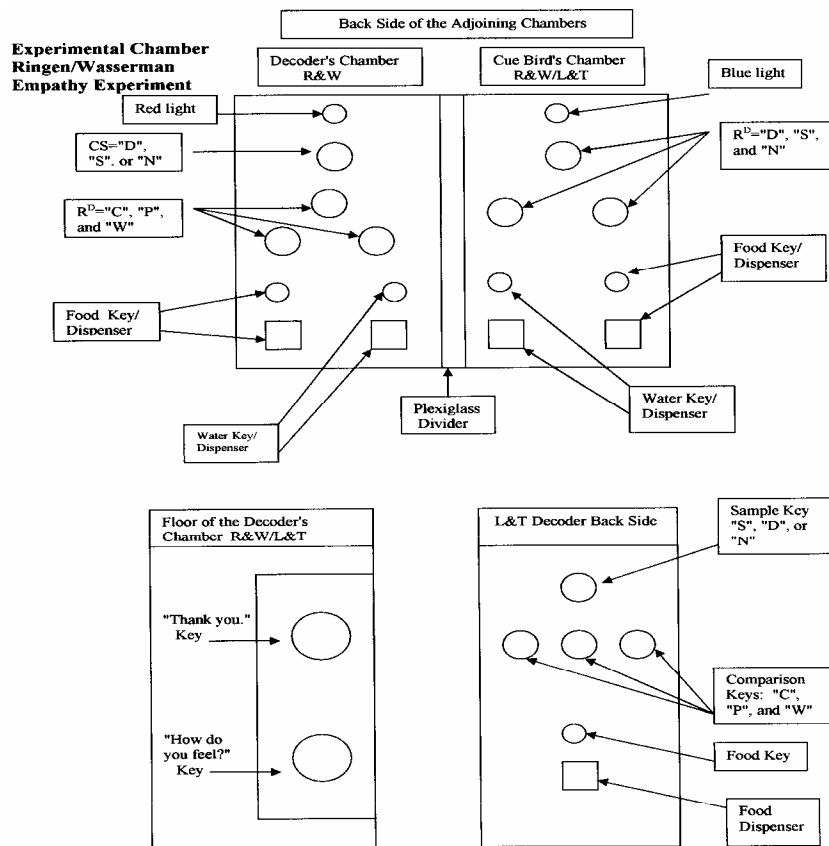 Back Side of the Adjoining Chambers
Experimental Chamber
Ringen/Wasserman
Empathy Experiment
Decoder's Chamber
R&W
Cue Bird's Chamber
R&W/L&T
Blue light
Red light
CS="D",
"S", or "N"
R^D="D", "S",
and "N"
R^D="C", "P",
and "W"
Food Key/
Dispenser
Food Key/
Dispenser
Plexiglass
Divider
Water Key/
Dispenser
Water Key/
Dispenser
Floor of the Decoder's
Chamber R&W/L&T
L&T Decoder Back Side
Sample Key
"S", "D", or
"N"
"Thank you."
Key
Comparison
Keys: "C",
"P", and "W"
"How do
you feel?"
Key
Food Key
Food
Dispenser